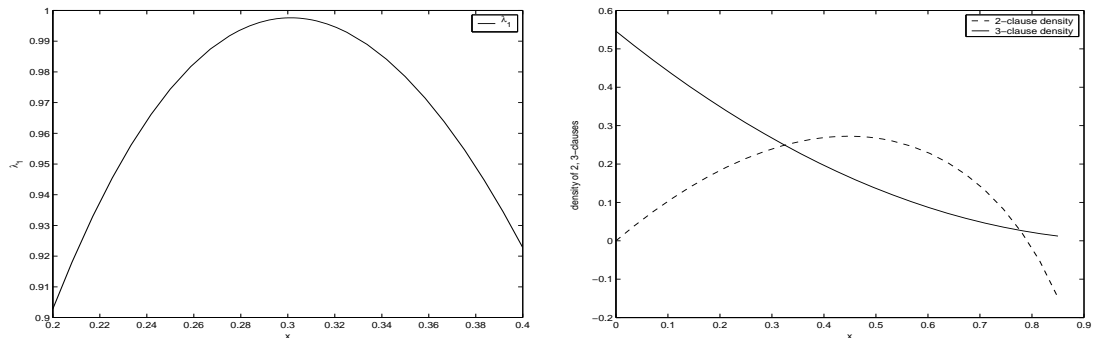 1
0.99
0.98
0.97
0.96
0.95
0.94
0.93
0.92
0.91
0.9
0.2 0.22 0.24 0.26 0.28 0.3 0.32 0.34 0.36 0.38 0.4
x
λ1
λ1
0.6
0.5
0.4
0.3
0.2
0.1
0
−0.1
−0.2
0 0.1 0.2 0.3 0.4 0.5 0.6 0.7 0.8 0.9
x
density of 2, 3−clauses
2−clause density
3−clause density